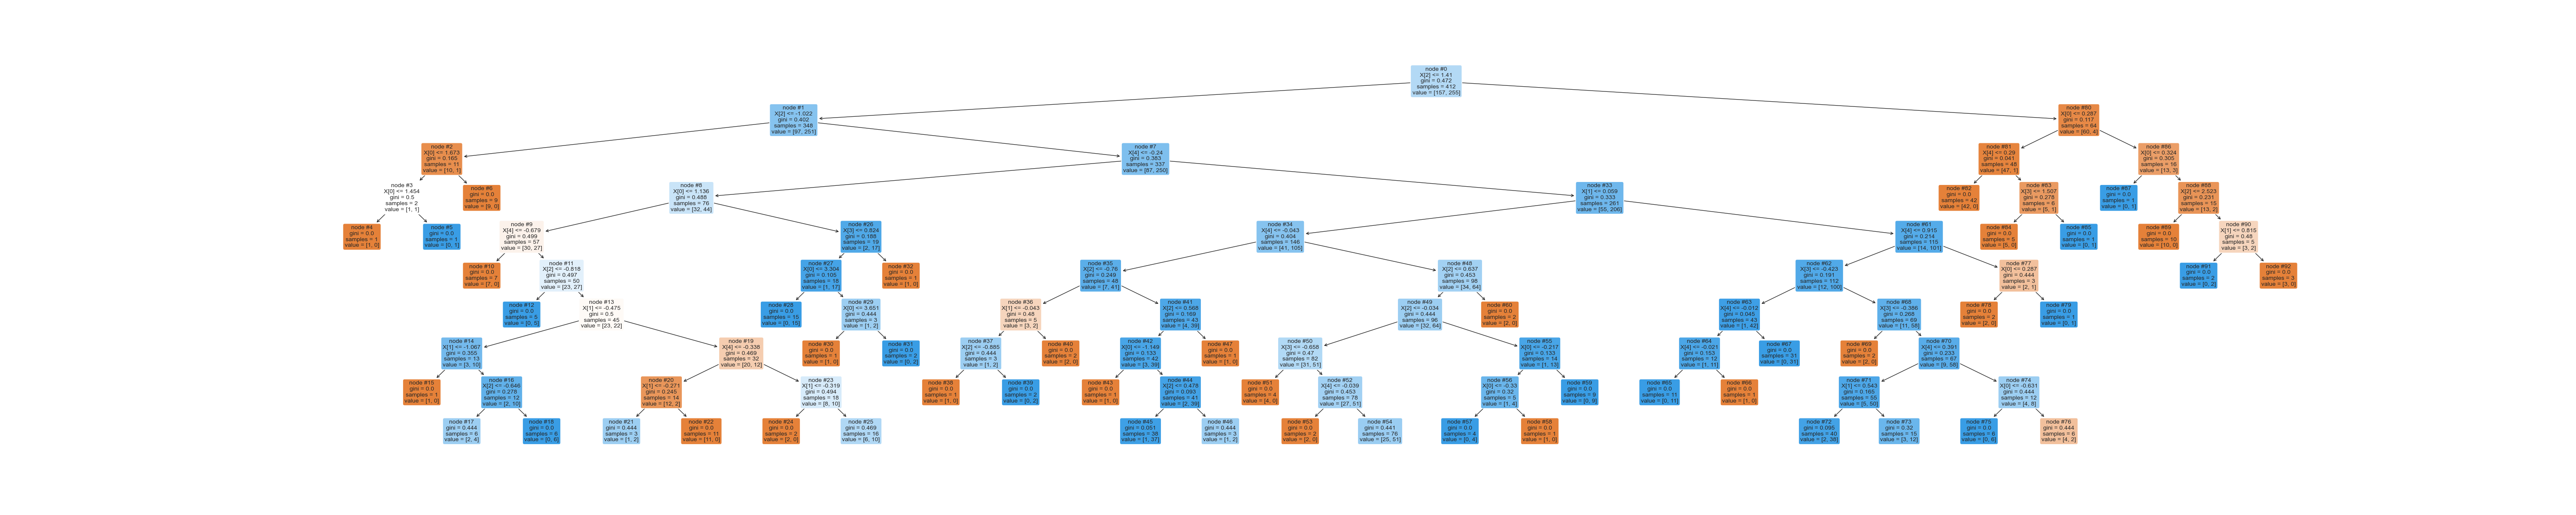 node #0
X[2] <= 1.41
gini = 0.472
samples = 412
value = [157, 255]
node #1
X[2] <= -1.022
gini = 0.402
samples = 348
value = [97, 251]
node #80
X[0] <= 0.287
gini = 0.117
samples = 64
value = [60, 4]
node #2
X[0] <= 1.673
gini = 0.165
samples = 11
value = [10, 1]
node #7
X[4] <= -0.24
gini = 0.383
samples = 337
value = [87, 250]
node #81
X[4] <= 0.29
gini = 0.041
samples = 48
value = [47, 1]
node #86
X[0] <= 0.324
gini = 0.305
samples = 16
value = [13, 3]
node #3
X[0] <= 1.454
gini = 0.5
samples = 2
value = [1, 1]
node #6
gini = 0.0
samples = 9
value = [9, 0]
node #8
X[0] <= 1.136
gini = 0.488
samples = 76
value = [32, 44]
node #33
X[1] <= 0.059
gini = 0.333
samples = 261
value = [55, 206]
node #82
gini = 0.0
samples = 42
value = [42, 0]
node #83
X[3] <= 1.507
gini = 0.278
samples = 6
value = [5, 1]
node #87
gini = 0.0
samples = 1
value = [0, 1]
node #88
X[2] <= 2.523
gini = 0.231
samples = 15
value = [13, 2]
node #4
gini = 0.0
samples = 1
value = [1, 0]
node #5
gini = 0.0
samples = 1
value = [0, 1]
node #9
X[4] <= -0.679
gini = 0.499
samples = 57
value = [30, 27]
node #26
X[3] <= 0.824
gini = 0.188
samples = 19
value = [2, 17]
node #34
X[4] <= -0.043
gini = 0.404
samples = 146
value = [41, 105]
node #61
X[4] <= 0.915
gini = 0.214
samples = 115
value = [14, 101]
node #84
gini = 0.0
samples = 5
value = [5, 0]
node #85
gini = 0.0
samples = 1
value = [0, 1]
node #89
gini = 0.0
samples = 10
value = [10, 0]
node #90
X[1] <= 0.815
gini = 0.48
samples = 5
value = [3, 2]
node #10
gini = 0.0
samples = 7
value = [7, 0]
node #11
X[2] <= -0.818
gini = 0.497
samples = 50
value = [23, 27]
node #27
X[0] <= 3.304
gini = 0.105
samples = 18
value = [1, 17]
node #32
gini = 0.0
samples = 1
value = [1, 0]
node #35
X[2] <= -0.76
gini = 0.249
samples = 48
value = [7, 41]
node #48
X[2] <= 0.637
gini = 0.453
samples = 98
value = [34, 64]
node #62
X[3] <= -0.423
gini = 0.191
samples = 112
value = [12, 100]
node #77
X[0] <= 0.287
gini = 0.444
samples = 3
value = [2, 1]
node #91
gini = 0.0
samples = 2
value = [0, 2]
node #92
gini = 0.0
samples = 3
value = [3, 0]
node #12
gini = 0.0
samples = 5
value = [0, 5]
node #13
X[1] <= -0.475
gini = 0.5
samples = 45
value = [23, 22]
node #28
gini = 0.0
samples = 15
value = [0, 15]
node #29
X[0] <= 3.651
gini = 0.444
samples = 3
value = [1, 2]
node #36
X[1] <= -0.043
gini = 0.48
samples = 5
value = [3, 2]
node #41
X[2] <= 0.568
gini = 0.169
samples = 43
value = [4, 39]
node #49
X[2] <= -0.034
gini = 0.444
samples = 96
value = [32, 64]
node #60
gini = 0.0
samples = 2
value = [2, 0]
node #63
X[4] <= -0.012
gini = 0.045
samples = 43
value = [1, 42]
node #68
X[3] <= -0.386
gini = 0.268
samples = 69
value = [11, 58]
node #78
gini = 0.0
samples = 2
value = [2, 0]
node #79
gini = 0.0
samples = 1
value = [0, 1]
node #14
X[1] <= -1.067
gini = 0.355
samples = 13
value = [3, 10]
node #19
X[4] <= -0.338
gini = 0.469
samples = 32
value = [20, 12]
node #30
gini = 0.0
samples = 1
value = [1, 0]
node #31
gini = 0.0
samples = 2
value = [0, 2]
node #37
X[2] <= -0.885
gini = 0.444
samples = 3
value = [1, 2]
node #40
gini = 0.0
samples = 2
value = [2, 0]
node #42
X[0] <= -1.149
gini = 0.133
samples = 42
value = [3, 39]
node #47
gini = 0.0
samples = 1
value = [1, 0]
node #50
X[3] <= -0.658
gini = 0.47
samples = 82
value = [31, 51]
node #55
X[0] <= -0.217
gini = 0.133
samples = 14
value = [1, 13]
node #64
X[4] <= -0.021
gini = 0.153
samples = 12
value = [1, 11]
node #67
gini = 0.0
samples = 31
value = [0, 31]
node #69
gini = 0.0
samples = 2
value = [2, 0]
node #70
X[4] <= 0.391
gini = 0.233
samples = 67
value = [9, 58]
node #15
gini = 0.0
samples = 1
value = [1, 0]
node #16
X[2] <= -0.646
gini = 0.278
samples = 12
value = [2, 10]
node #20
X[1] <= -0.271
gini = 0.245
samples = 14
value = [12, 2]
node #23
X[1] <= -0.319
gini = 0.494
samples = 18
value = [8, 10]
node #38
gini = 0.0
samples = 1
value = [1, 0]
node #39
gini = 0.0
samples = 2
value = [0, 2]
node #43
gini = 0.0
samples = 1
value = [1, 0]
node #44
X[2] <= 0.478
gini = 0.093
samples = 41
value = [2, 39]
node #51
gini = 0.0
samples = 4
value = [4, 0]
node #52
X[4] <= -0.039
gini = 0.453
samples = 78
value = [27, 51]
node #56
X[0] <= -0.33
gini = 0.32
samples = 5
value = [1, 4]
node #59
gini = 0.0
samples = 9
value = [0, 9]
node #65
gini = 0.0
samples = 11
value = [0, 11]
node #66
gini = 0.0
samples = 1
value = [1, 0]
node #71
X[1] <= 0.543
gini = 0.165
samples = 55
value = [5, 50]
node #74
X[0] <= -0.631
gini = 0.444
samples = 12
value = [4, 8]
node #17
gini = 0.444
samples = 6
value = [2, 4]
node #18
gini = 0.0
samples = 6
value = [0, 6]
node #21
gini = 0.444
samples = 3
value = [1, 2]
node #22
gini = 0.0
samples = 11
value = [11, 0]
node #24
gini = 0.0
samples = 2
value = [2, 0]
node #25
gini = 0.469
samples = 16
value = [6, 10]
node #45
gini = 0.051
samples = 38
value = [1, 37]
node #46
gini = 0.444
samples = 3
value = [1, 2]
node #53
gini = 0.0
samples = 2
value = [2, 0]
node #54
gini = 0.441
samples = 76
value = [25, 51]
node #57
gini = 0.0
samples = 4
value = [0, 4]
node #58
gini = 0.0
samples = 1
value = [1, 0]
node #72
gini = 0.095
samples = 40
value = [2, 38]
node #73
gini = 0.32
samples = 15
value = [3, 12]
node #75
gini = 0.0
samples = 6
value = [0, 6]
node #76
gini = 0.444
samples = 6
value = [4, 2]